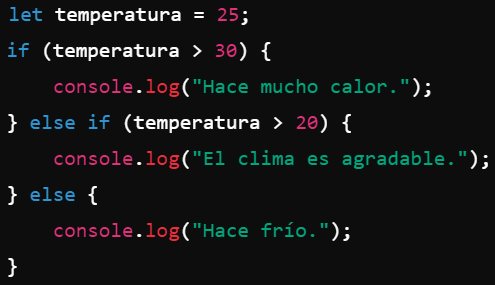 let temperatura = 25;
if (temperatura > 30) {
    console.log("Hace mucho calor.");
} else if (temperatura > 20) {
    console.log("El clima es agradable.");
} else {
    console.log("Hace frío.");
}